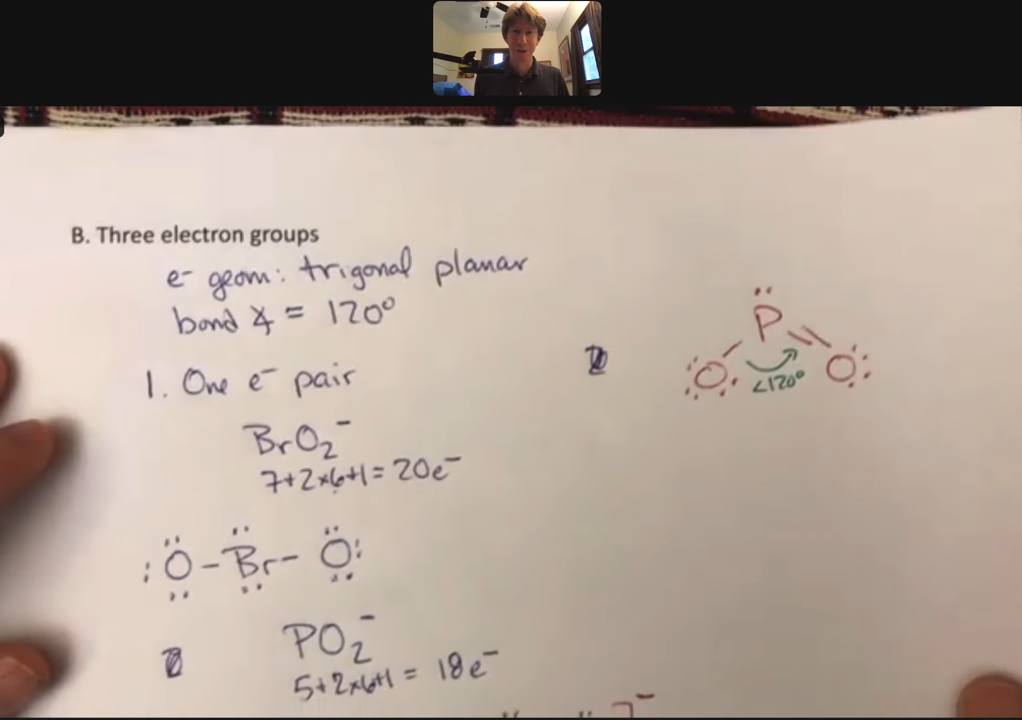 B. Three electron groups
e⁻ geom: trigonal planar
bond ∡ = 120°
1. One e⁻ pair
BrO₂⁻
7+2×6+1 = 20e⁻
:O – Br – O:
PO₂⁻
5+2×6+1 = 18e⁻
P
O O
<120°